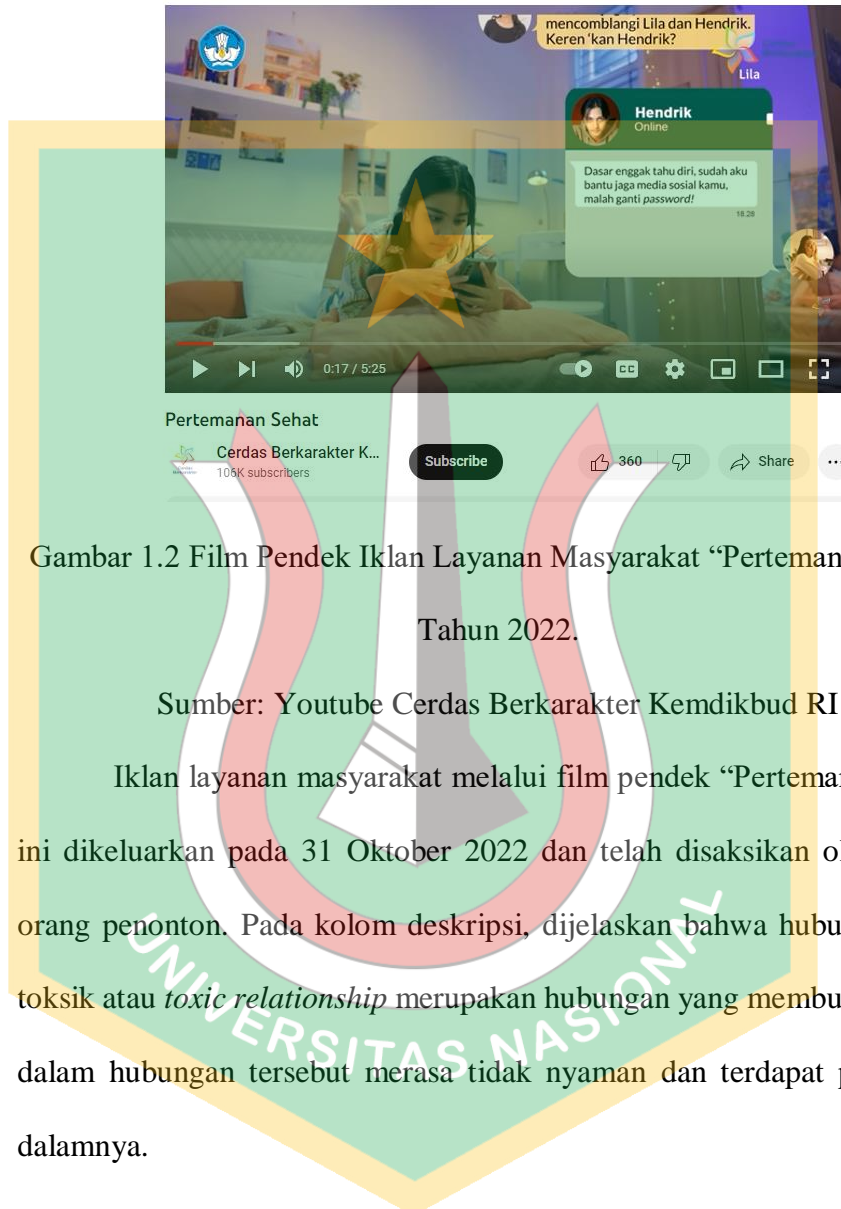 mencomblangi Lila dan Hendrik.
Keren ‘kan Hendrik?
Lila
Hendrik
Online
Dasar enggak tahu diri, sudah aku
bantu jaga media sosial kamu,
malah ganti password!
18.28
0:17 / 5:25
CC
Pertemanan Sehat
Cerdas Berkarakter K...
106K subscribers
Subscribe
360
Share
...
Gambar 1.2 Film Pendek Iklan Layanan Masyarakat “Perteman
Tahun 2022.
Sumber: Youtube Cerdas Berkarakter Kemdikbud RI
Iklan layanan masyarakat melalui film pendek “Perteman
ini dikeluarkan pada 31 Oktober 2022 dan telah disaksikan ol
orang penonton. Pada kolom deskripsi, dijelaskan bahwa hubu
toksik atau toxic relationship merupakan hubungan yang membu
dalam hubungan tersebut merasa tidak nyaman dan terdapat p
dalamnya.
UNIVERSITAS NASIONAL